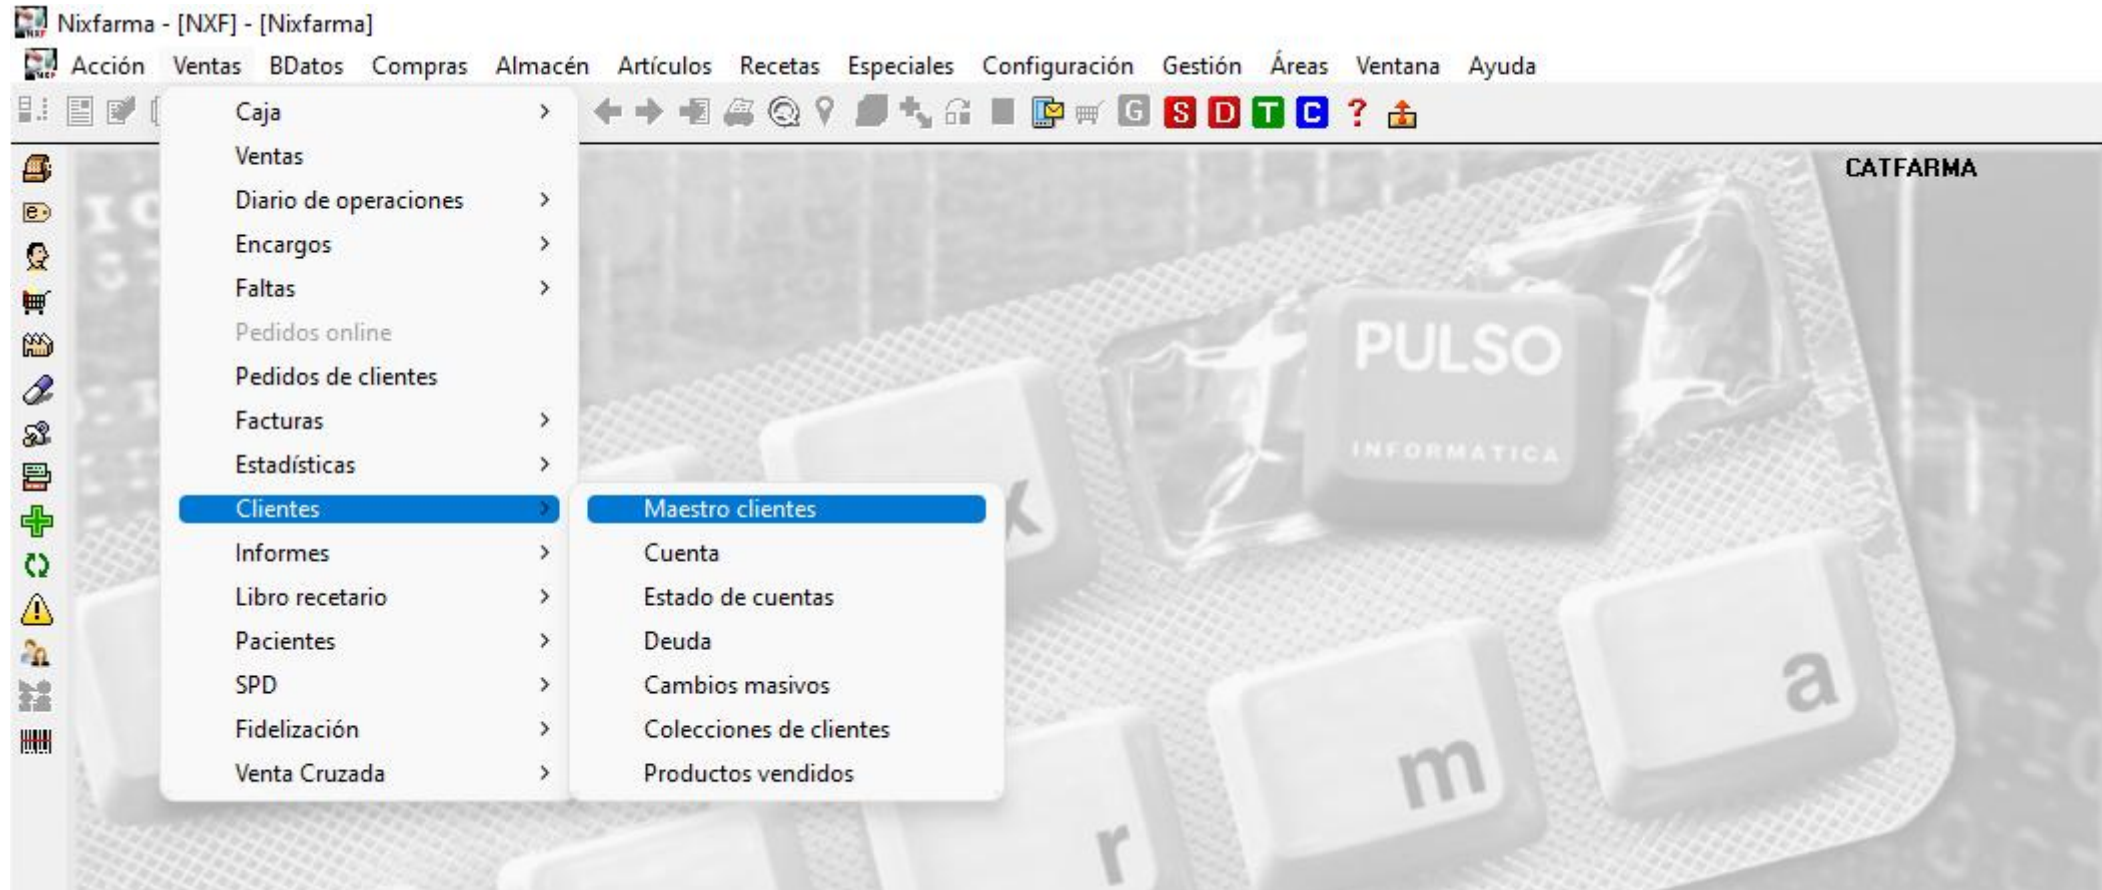 Nixfarma - [NXF] - [Nixfarma]
Acción Ventas BDatos Compras Almacén Artículos Recetas Especiales Configuración Gestión Áreas Ventana Ayuda
G S D T C ?
CATFARMA
Caja
Ventas
Diario de operaciones
Encargos
Faltas
Pedidos online
Pedidos de clientes
Facturas
Estadísticas
Clientes
Informes
Libro recetario
Pacientes
SPD
Fidelización
Venta Cruzada
Maestro clientes
Cuenta
Estado de cuentas
Deuda
Cambios masivos
Colecciones de clientes
Productos vendidos
PULSO
INFORMATICA
x
r m a